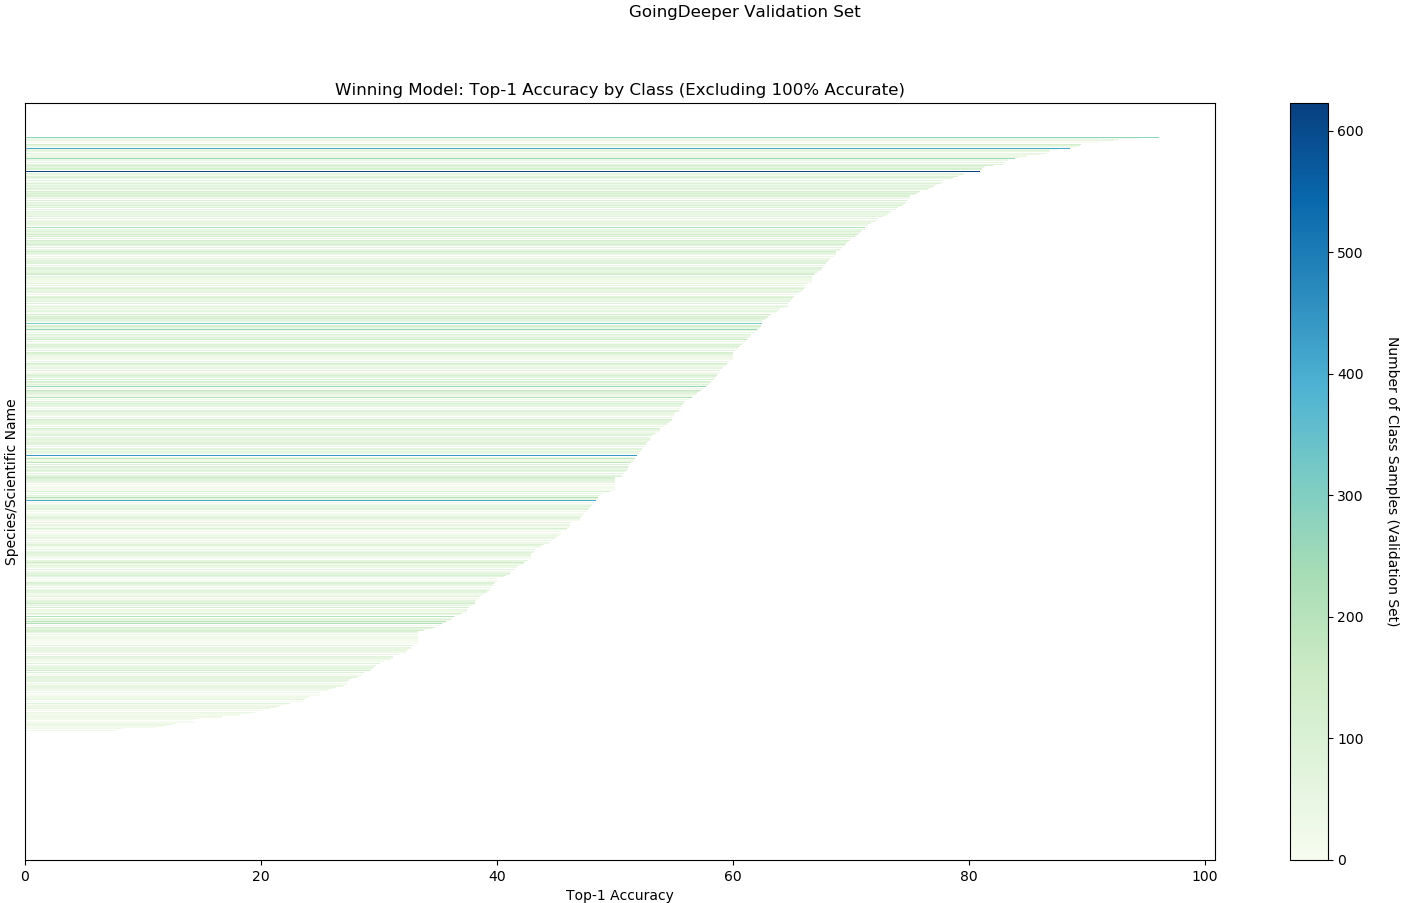 GoingDeeper Validation Set
Winning Model: Top-1 Accuracy by Class (Excluding 100% Accurate)
Species/Scientific Name
0 20 40 60 80 100
Top-1 Accuracy
600
500
400
300
200
100
0
Number of Class Samples (Validation Set)